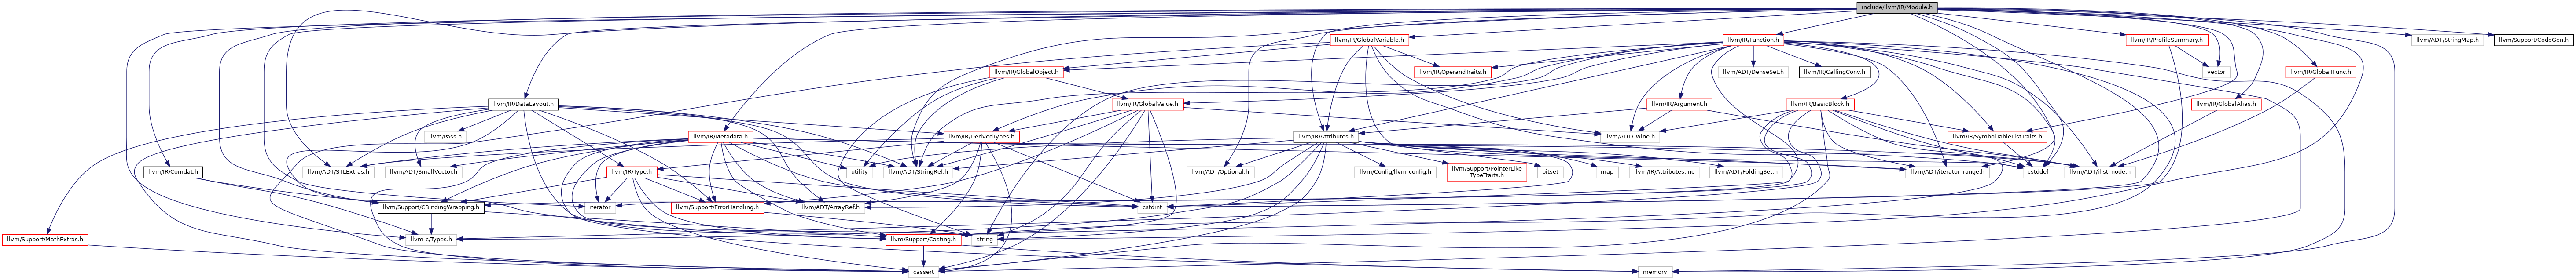 include/llvm/IR/Module.h
llvm/IR/GlobalVariable.h
llvm/IR/Function.h
llvm/IR/ProfileSummary.h
llvm/ADT/StringMap.h
llvm/Support/CodeGen.h
llvm/IR/GlobalObject.h
llvm/IR/OperandTraits.h
llvm/ADT/DenseSet.h
llvm/IR/CallingConv.h
vector
llvm/IR/GlobalIFunc.h
llvm/IR/DataLayout.h
llvm/IR/GlobalValue.h
llvm/IR/Argument.h
llvm/IR/BasicBlock.h
llvm/IR/GlobalAlias.h
llvm/Pass.h
llvm/IR/Metadata.h
llvm/IR/DerivedTypes.h
llvm/IR/Attributes.h
llvm/ADT/Twine.h
llvm/IR/SymbolTableListTraits.h
llvm/IR/Comdat.h
llvm/ADT/STLExtras.h
llvm/ADT/SmallVector.h
llvm/IR/Type.h
utility
llvm/ADT/StringRef.h
llvm/ADT/Optional.h
llvm/Config/llvm-config.h
llvm/Support/PointerLike
TypeTraits.h
bitset
map
llvm/IR/Attributes.inc
llvm/ADT/FoldingSet.h
llvm/ADT/iterator_range.h
cstddef
llvm/ADT/ilist_node.h
llvm/Support/CBindingWrapping.h
iterator
llvm/Support/ErrorHandling.h
llvm/ADT/ArrayRef.h
cstdint
llvm/Support/MathExtras.h
llvm-c/Types.h
llvm/Support/Casting.h
string
cassert
memory